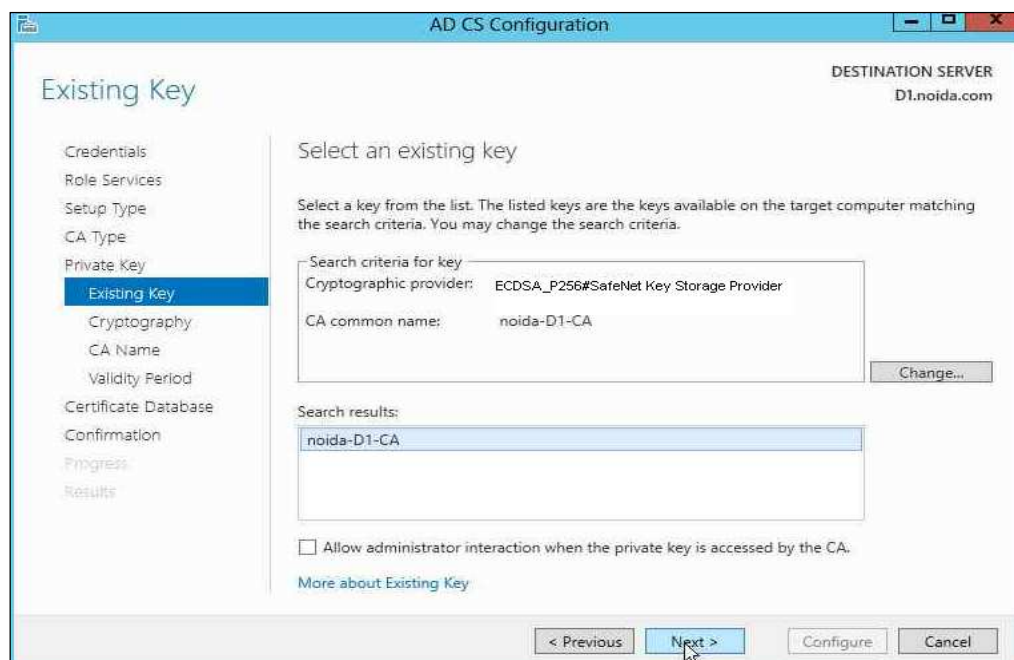 AD CS Configuration
Existing Key
DESTINATION SERVER
D1.noida.com
Credentials
Role Services
Setup Type
CA Type
Private Key
Existing Key
Cryptography
CA Name
Validity Period
Certificate Database
Confirmation
Progress
Results
Select an existing key
Select a key from the list. The listed keys are the keys available on the target computer matching
the search criteria. You may change the search criteria.
Search criteria for key
Cryptographic provider: ECDSA_P256#SafeNet Key Storage Provider
CA common name: noida-D1-CA
Change...
Search results:
noida-D1-CA
Allow administrator interaction when the private key is accessed by the CA.
More about Existing Key
< Previous Next > Configure Cancel